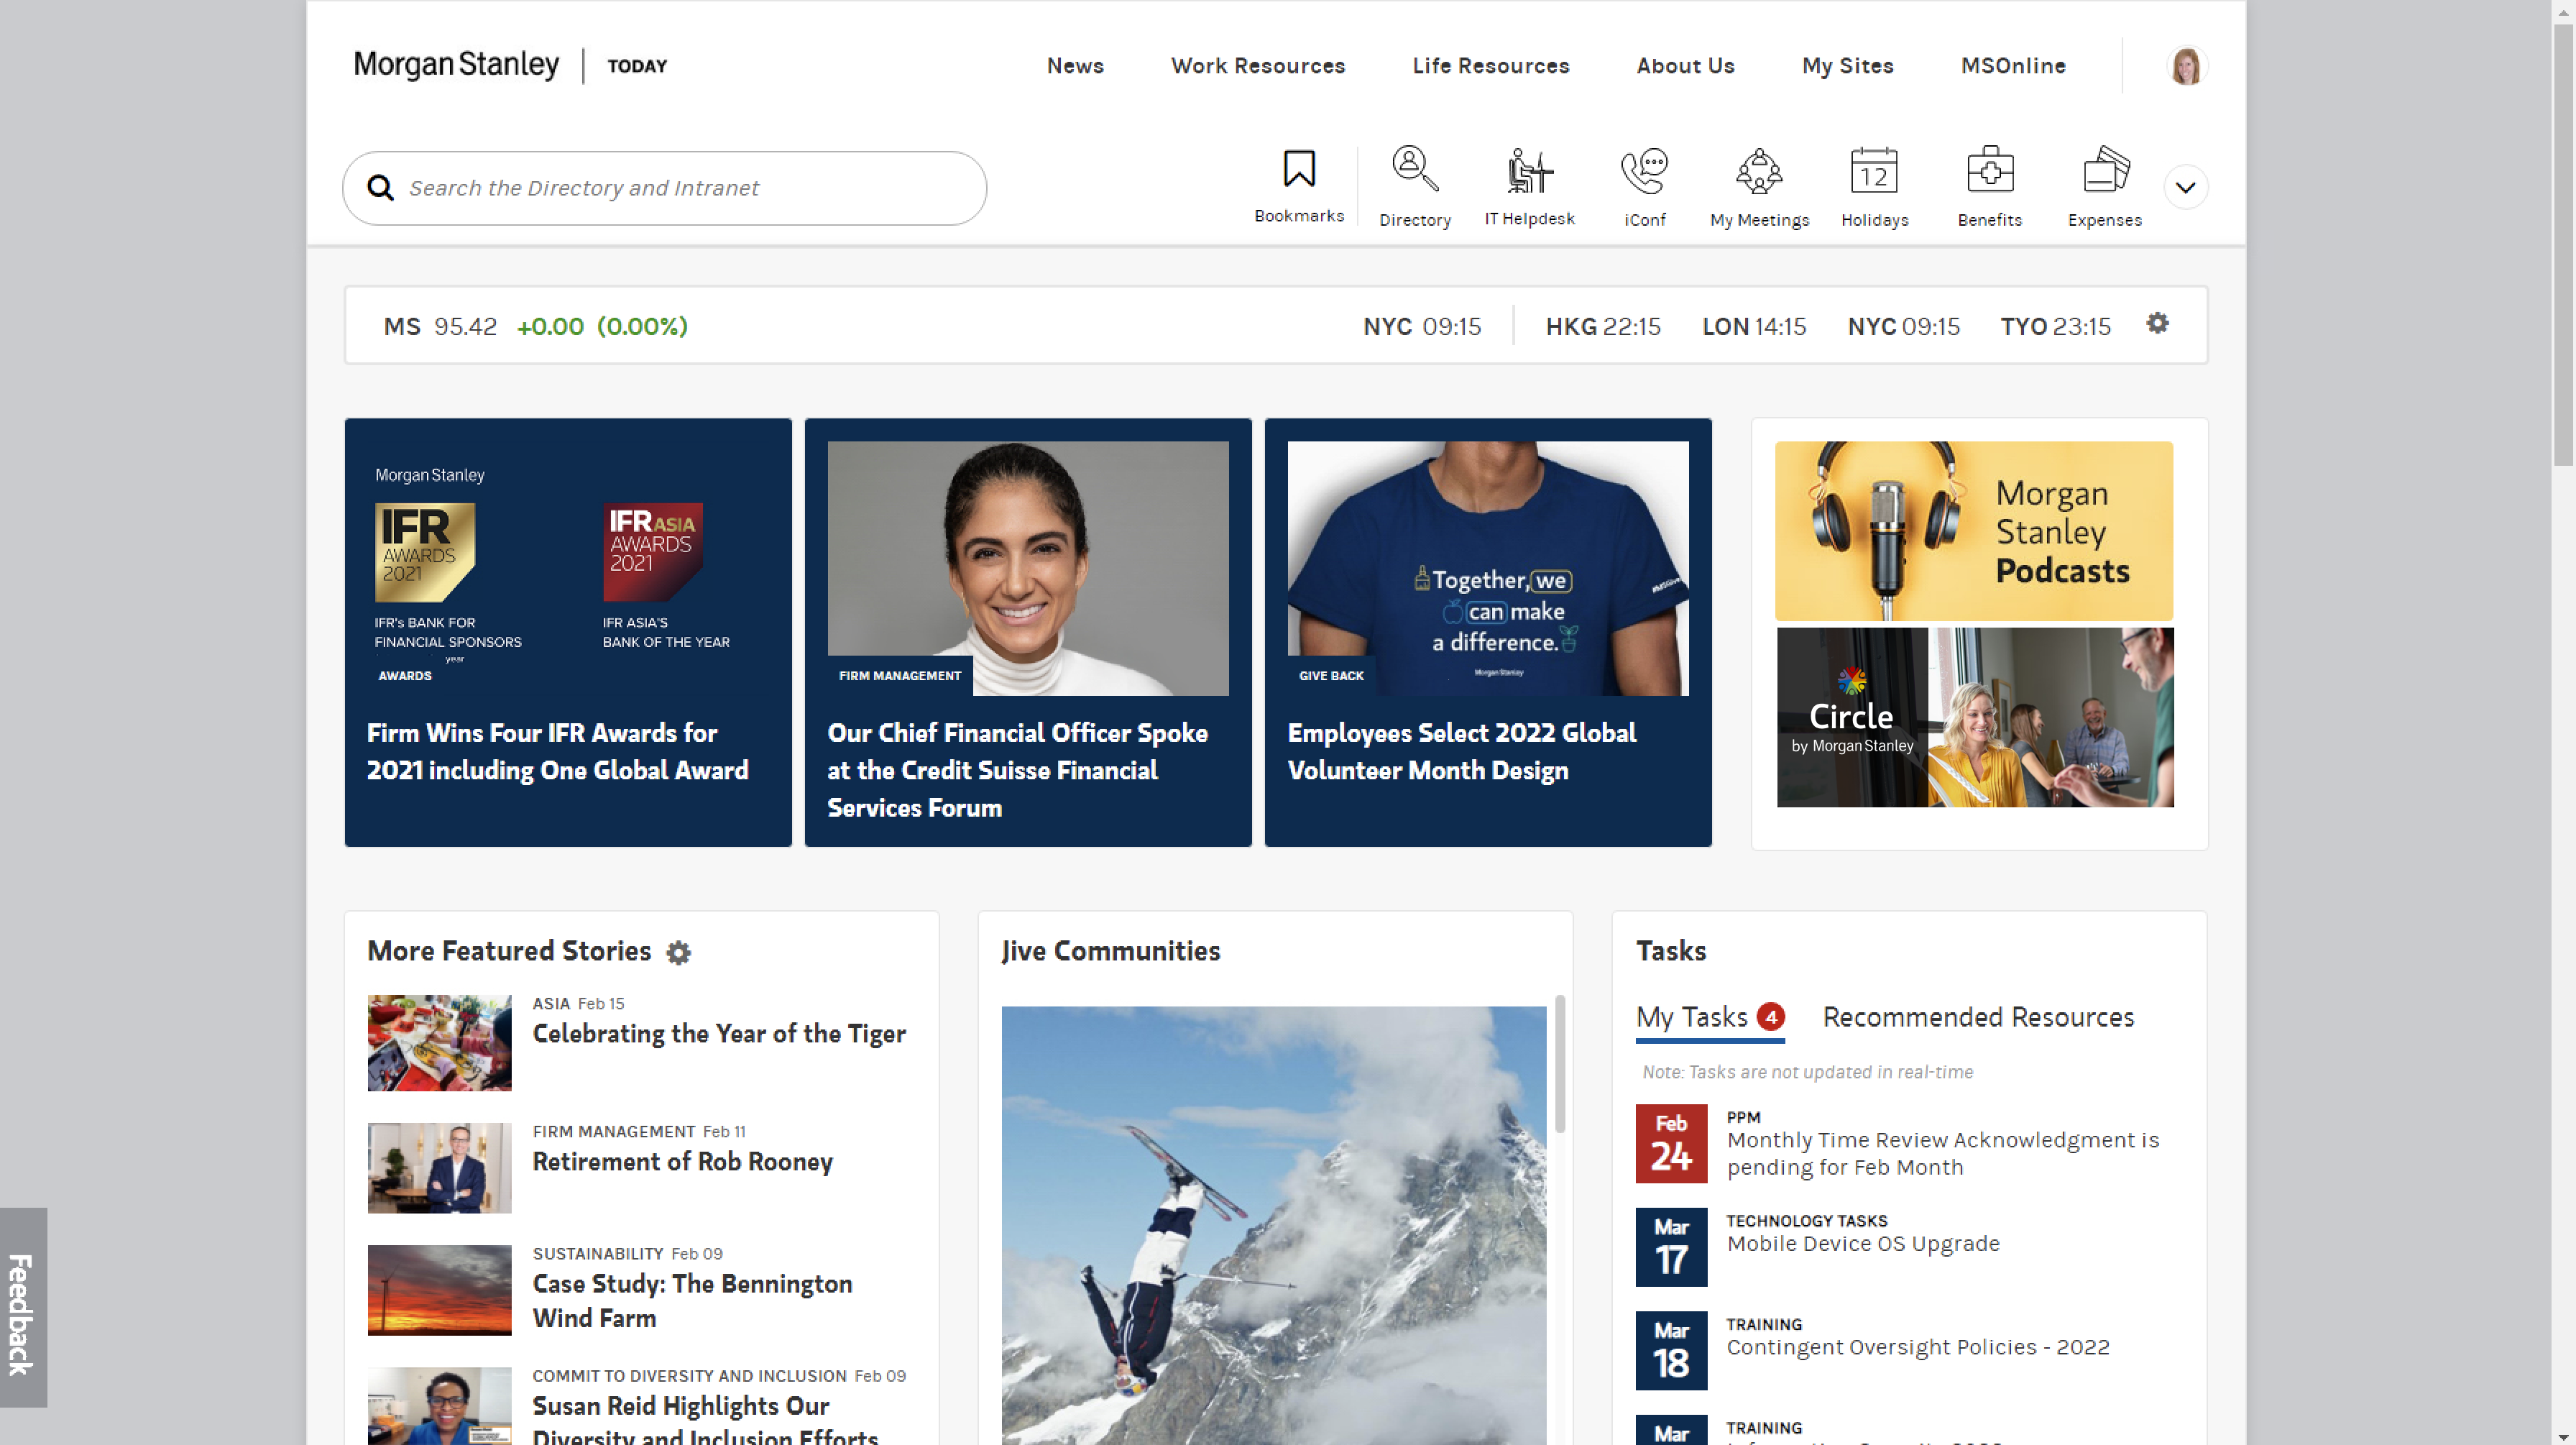 Morgan Stanley | TODAY
News Work Resources Life Resources About Us My Sites MSOnline
Search the Directory and Intranet
Bookmarks Directory IT Helpdesk iConf My Meetings 12 Holidays Benefits Expenses
MS 95.42 +0.00 (0.00%)
NYC 09:15 HKG 22:15 LON 14:15 NYC 09:15 TYO 23:15
Morgan Stanley
IFR
AWARDS
2021
IFR's BANK FOR
FINANCIAL SPONSORS
year
IFR ASIA
AWARDS
2021
IFR ASIA'S
BANK OF THE YEAR
AWARDS
Firm Wins Four IFR Awards for
2021 including One Global Award
FIRM MANAGEMENT
Our Chief Financial Officer Spoke
at the Credit Suisse Financial
Services Forum
Together, we
can make
a difference.
Morgan Stanley
#MSGive
GIVE BACK
Employees Select 2022 Global
Volunteer Month Design
Morgan
Stanley
Podcasts
Circle
by Morgan Stanley
More Featured Stories
ASIA Feb 15
Celebrating the Year of the Tiger
FIRM MANAGEMENT Feb 11
Retirement of Rob Rooney
SUSTAINABILITY Feb 09
Case Study: The Bennington
Wind Farm
COMMIT TO DIVERSITY AND INCLUSION Feb 09
Susan Reid Highlights Our
Diversity and Inclusion Efforts
Jive Communities
Tasks
My Tasks 4 Recommended Resources
Note: Tasks are not updated in real-time
Feb
24
PPM
Monthly Time Review Acknowledgment is
pending for Feb Month
Mar
17
TECHNOLOGY TASKS
Mobile Device OS Upgrade
Mar
18
TRAINING
Contingent Oversight Policies - 2022
Mar
TRAINING
Feedback